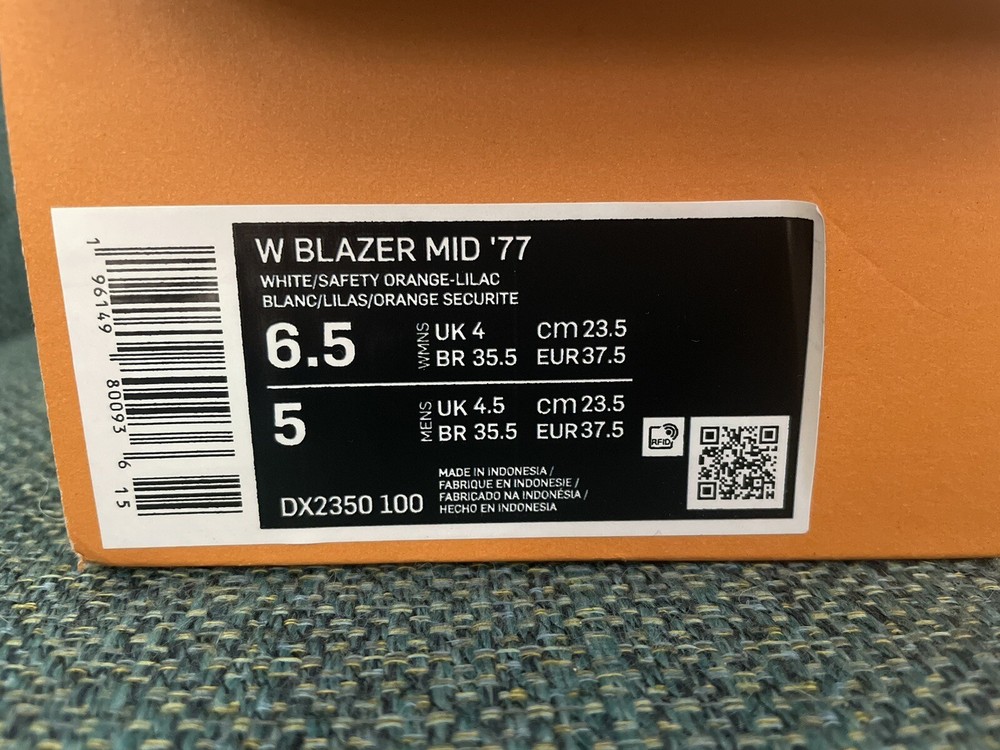 1 96149 80093 6 15
W BLAZER MID '77
WHITE/SAFETY ORANGE-LILAC
BLANC/LILAS/ORANGE SECURITE
6.5 WMNS UK 4 cm 23.5
BR 35.5 EUR 37.5
5 MENS UK 4.5 cm 23.5
BR 35.5 EUR 37.5
RFID
MADE IN INDONESIA /
FABRIQUE EN INDONESIE /
FABRICADO NA INDONÉSIA /
HECHO EN INDONESIA
DX2350 100